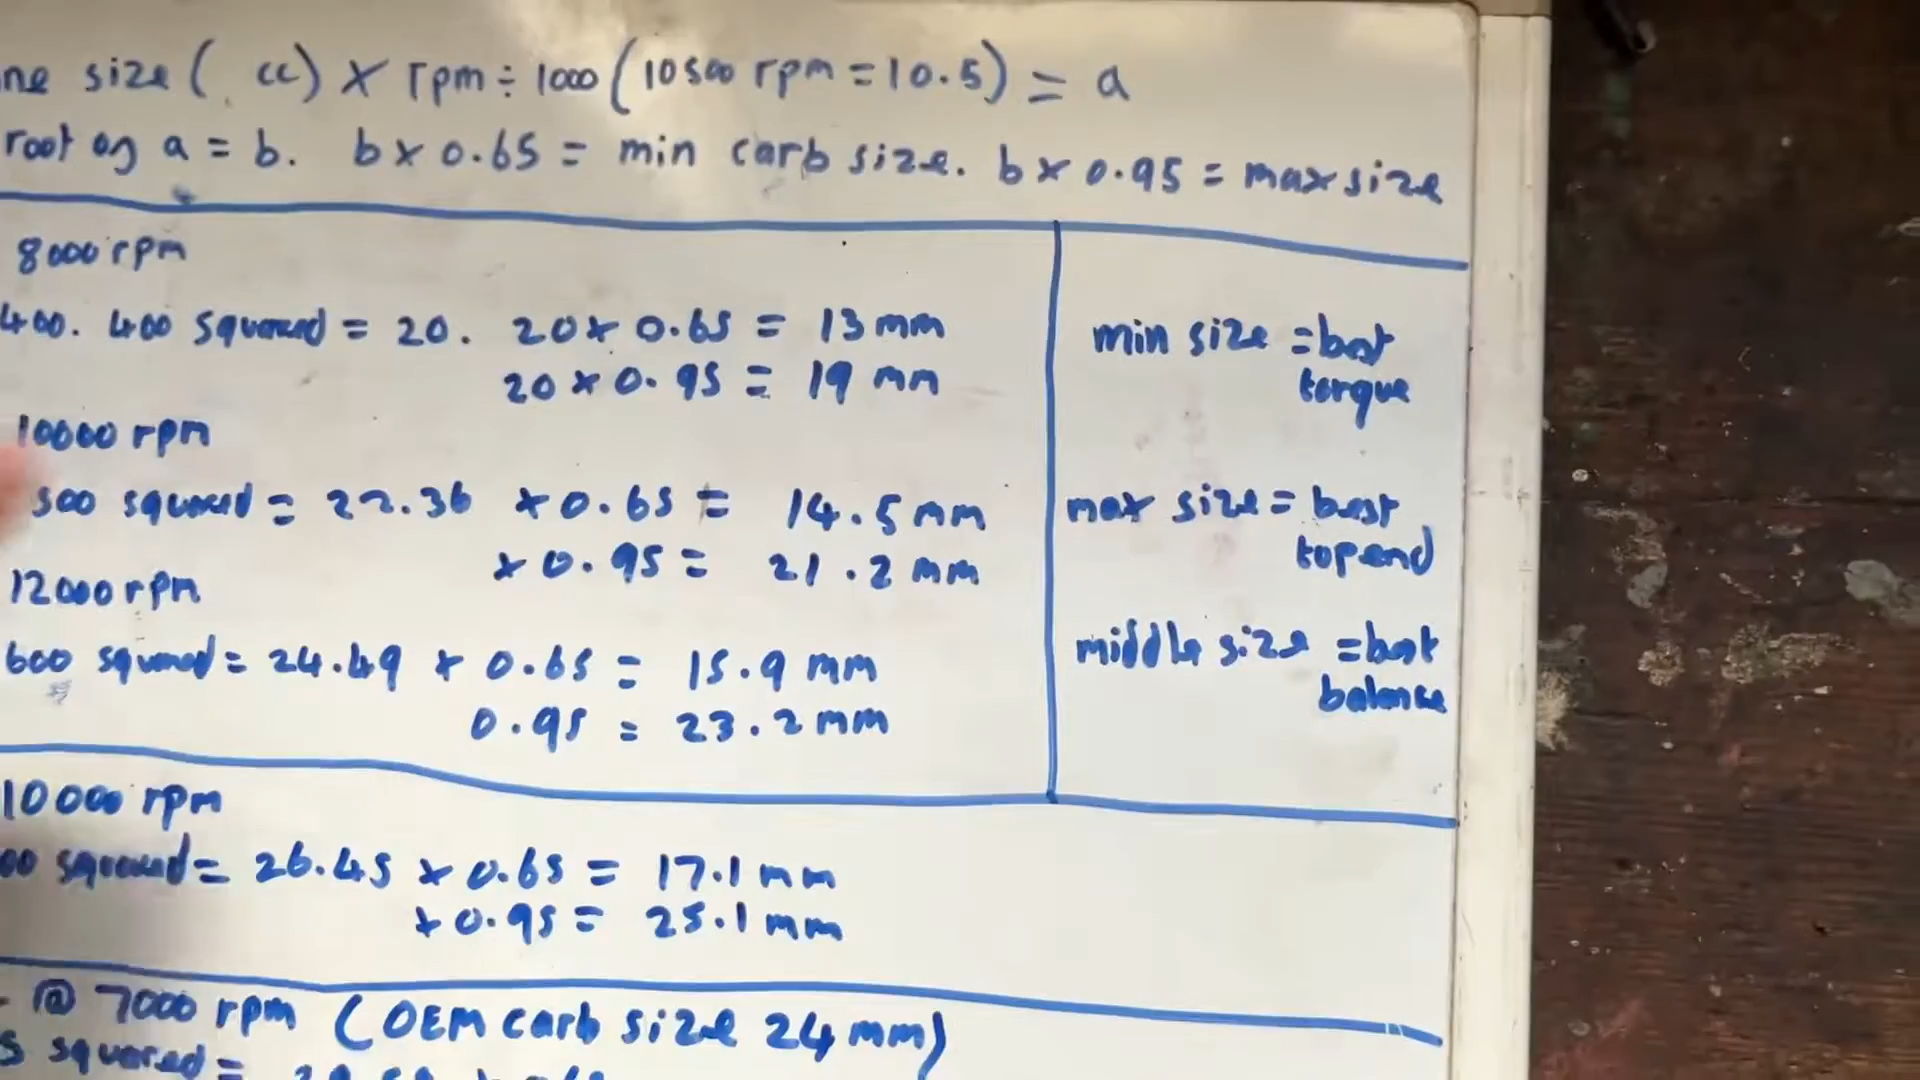 ne size ( cc) × rpm ÷ 1000 (10500 rpm = 10.5) = a
root of a = b. b × 0.65 = min carb size. b × 0.95 = max size
8000 rpm
400. 400 squared = 20. 20 × 0.65 = 13 mm
20 × 0.95 = 19 mm
10000 rpm
500 squared = 22.36 × 0.65 = 14.5 mm
× 0.95 = 21.2 mm
12000 rpm
600 squared = 24.49 × 0.65 = 15.9 mm
0.95 = 23.2 mm
min size = best
torque
max size = best
top end
middle size = best
balance
10000 rpm
00 squared = 26.45 × 0.65 = 17.1 mm
× 0.95 = 25.1 mm
- @ 7000 rpm (OEM carb size 24 mm)
5 squared =